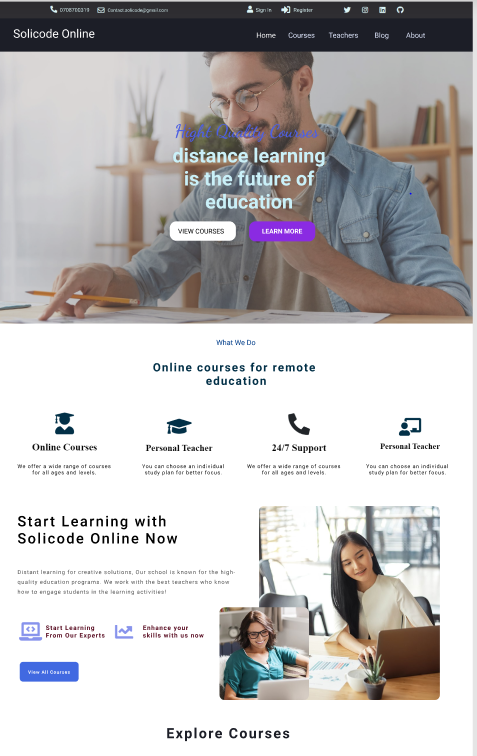 0708790319 Contact.solicode@gmail.com Sign In Register
Solicode Online Home Courses Teachers Blog About
Hight Quality Courses
distance learning
is the future of
education
VIEW COURSES LEARN MORE
What We Do
Online courses for remote
education
Online Courses Personal Teacher 24/7 Support Personal Teacher
We offer a wide range of courses You can choose an individual We offer a wide range of courses You can choose an individual
for all ages and levels. study plan for better focus. for all ages and levels. study plan for better focus.
Start Learning with
Solicode Online Now
Distant learning for creative solutions, Our school is known for the high-
quality education programs. We work with the best teachers who know
how to engage students in the learning activities!
Start Learning Enhance your
From Our Experts skills with us now
View All Courses
Explore Courses